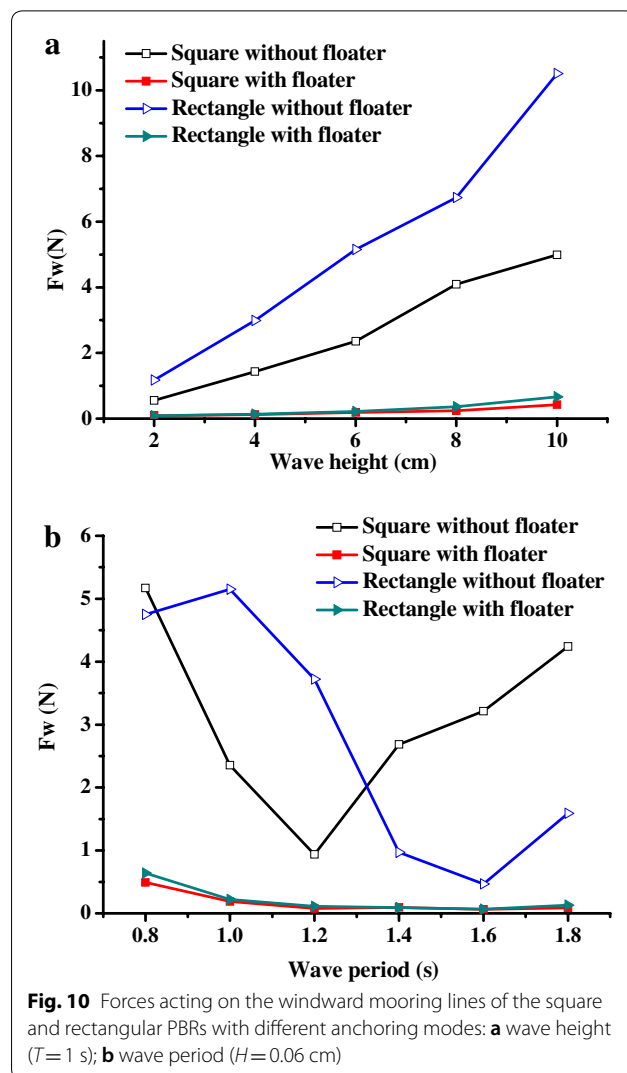 a
Square without floater
Square with floater
Rectangle without floater
Rectangle with floater
10
8
6
4
2
0
Fw(N)
2 4 6 8 10
Wave height (cm)
b
Square without floater
Square with floater
Rectangle without floater
Rectangle with floater
6
5
4
3
2
1
0
Fw (N)
0.8 1.0 1.2 1.4 1.6 1.8
Wave period (s)
Fig. 10 Forces acting on the windward mooring lines of the square
and rectangular PBRs with different anchoring modes: a wave height
(T=1 s); b wave period (H=0.06 cm)